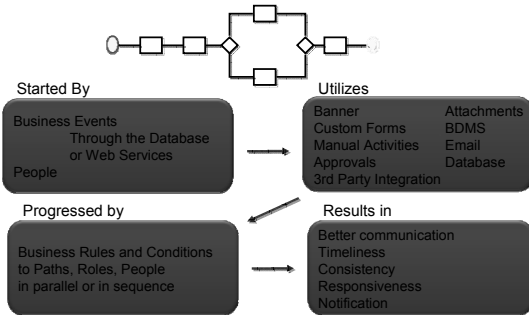 Started By
Business Events
Through the Database
or Web Services
People
Utilizes
Banner
Custom Forms
Manual Activities
Approvals
3rd Party Integration
Attachments
BDMS
Email
Database
Progressed by
Business Rules and Conditions
to Paths, Roles, People
in parallel or in sequence
Results in
Better communication
Timeliness
Consistency
Responsiveness
Notification